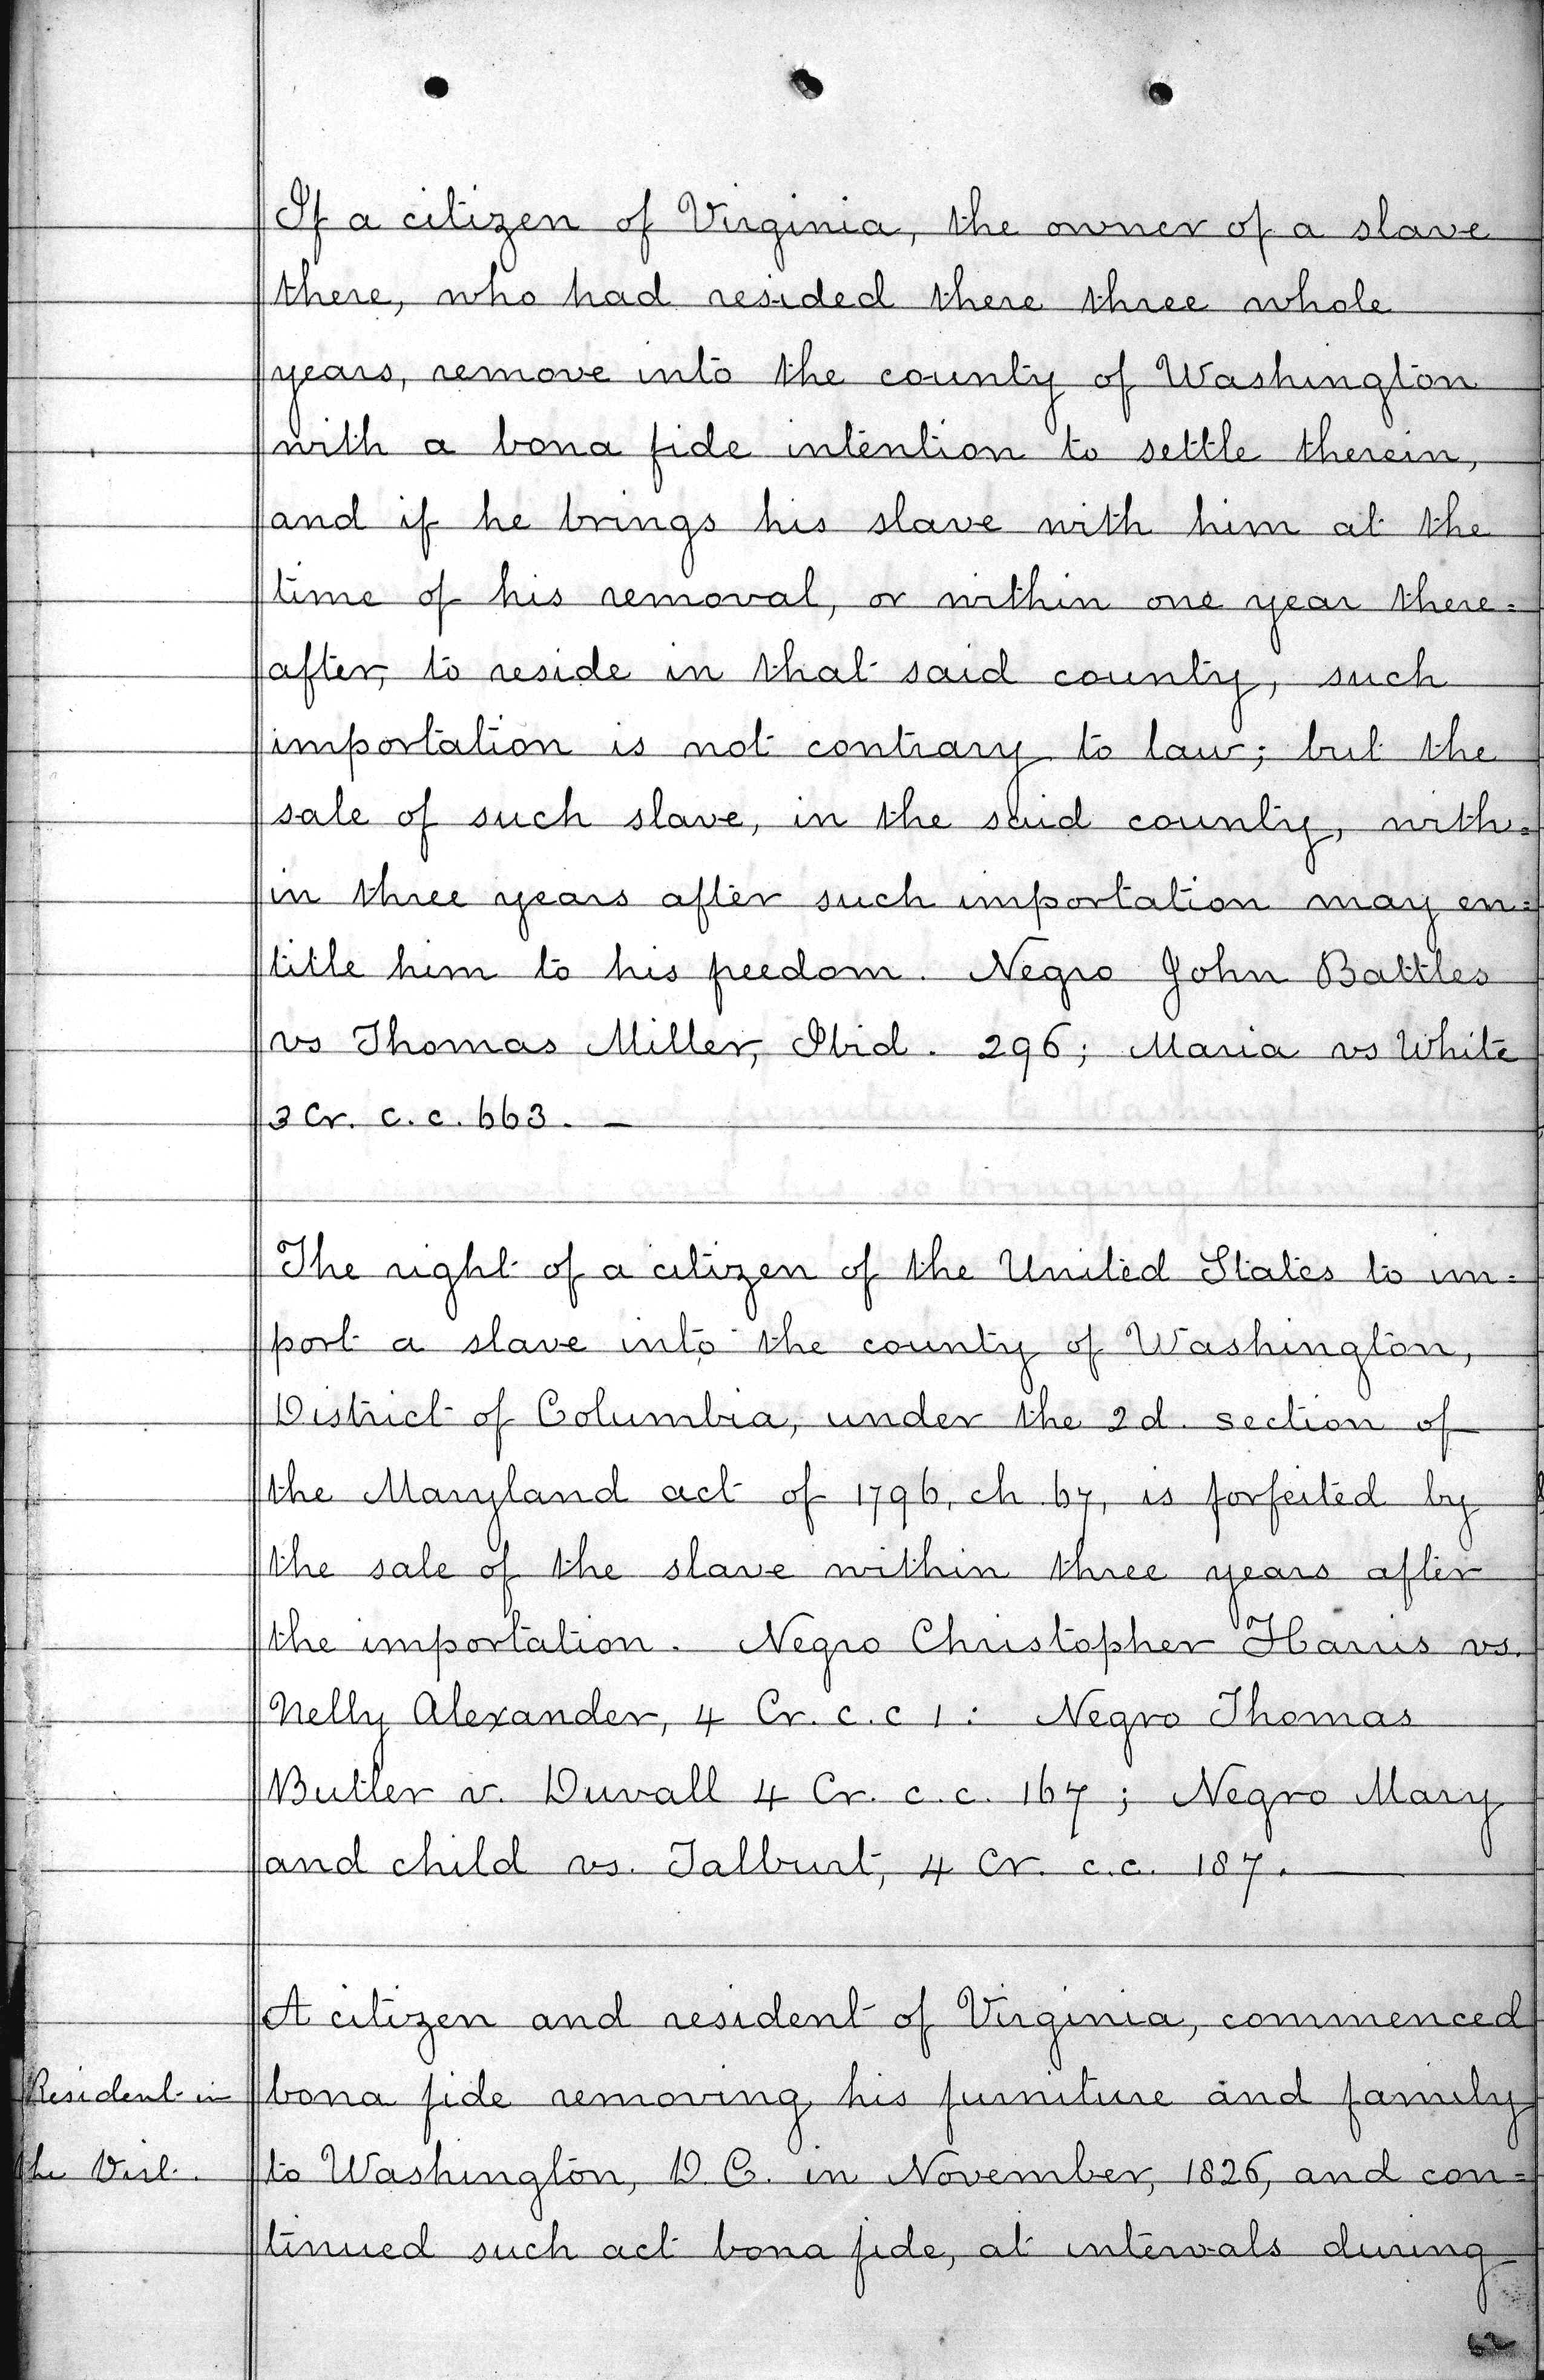 If a citizen of Virginia, the owner of a slave
there, who had resided there three whole
years, remove into the county of Washington
with a bona fide intention to settle therein,
and if he brings his slave with him at the
time of his removal, or within one year there=
after, to reside in that said county, such
importation is not contrary to law; but the
sale of such slave, in the said county, with=
in three years after such importation may en=
title him to his freedom. Negro John Battles
vs Thomas Miller, Ibid. 296; Maria vs White
3 Cr. c.c. 663. —
The right of a citizen of the United States to im=
port a slave into the county of Washington,
District of Columbia, under the 2d. section of
the Maryland act of 1796, ch. 67, is forfeited by
the sale of the slave within three years after
the importation. Negro Christopher Harris vs.
Nelly Alexander, 4 Cr. c.c 1: Negro Thomas
Butler v. Duvall 4 Cr. c.c. 167; Negro Mary
and child vs. Talburt, 4 Cr. c.c. 187. —
A citizen and resident of Virginia, commenced
Resident in
bona fide removing his furniture and family
the
to Washington, D.C. in November, 1826, and con=
tinued such act bona fide, at intervals during
62